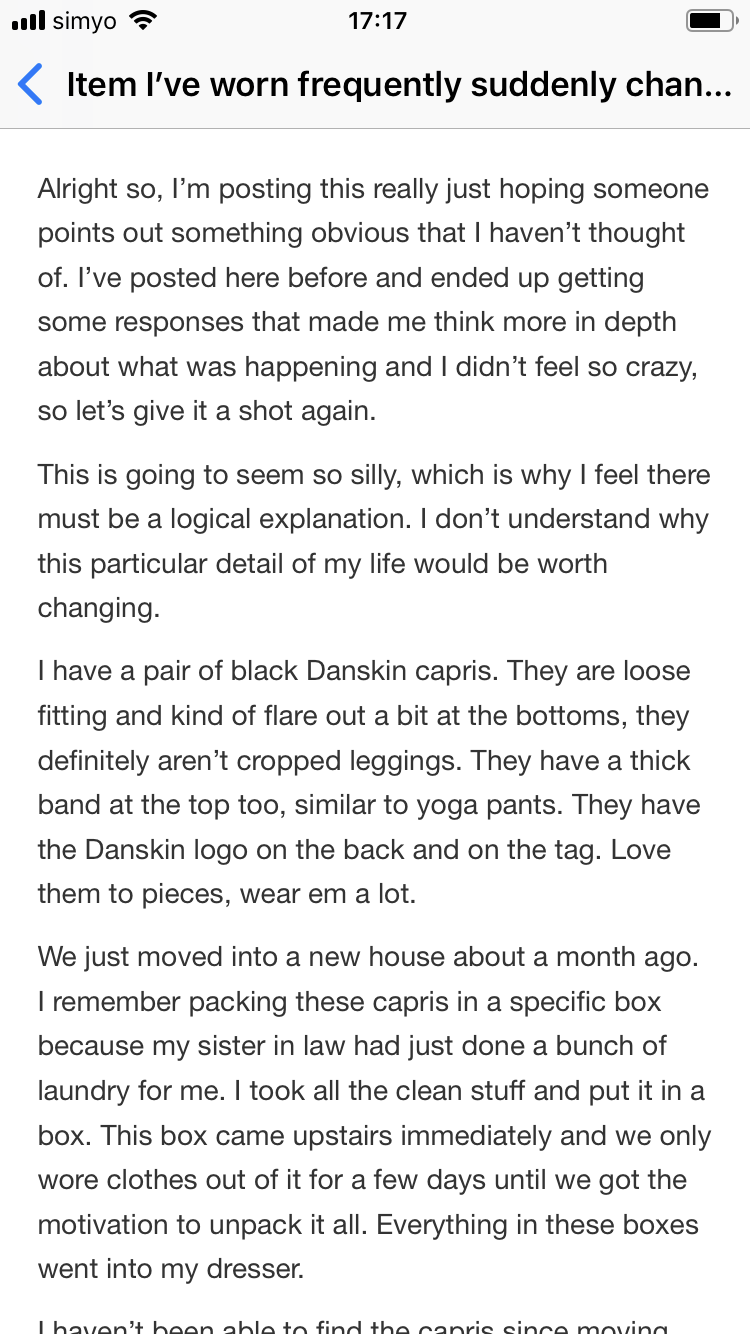 simyo
17:17
Item I’ve worn frequently suddenly chan...
Alright so, I’m posting this really just hoping someone
points out something obvious that I haven’t thought
of. I’ve posted here before and ended up getting
some responses that made me think more in depth
about what was happening and I didn’t feel so crazy,
so let’s give it a shot again.
This is going to seem so silly, which is why I feel there
must be a logical explanation. I don’t understand why
this particular detail of my life would be worth
changing.
I have a pair of black Danskin capris. They are loose
fitting and kind of flare out a bit at the bottoms, they
definitely aren’t cropped leggings. They have a thick
band at the top too, similar to yoga pants. They have
the Danskin logo on the back and on the tag. Love
them to pieces, wear em a lot.
We just moved into a new house about a month ago.
I remember packing these capris in a specific box
because my sister in law had just done a bunch of
laundry for me. I took all the clean stuff and put it in a
box. This box came upstairs immediately and we only
wore clothes out of it for a few days until we got the
motivation to unpack it all. Everything in these boxes
went into my dresser.
I haven’t been able to find the capris since moving